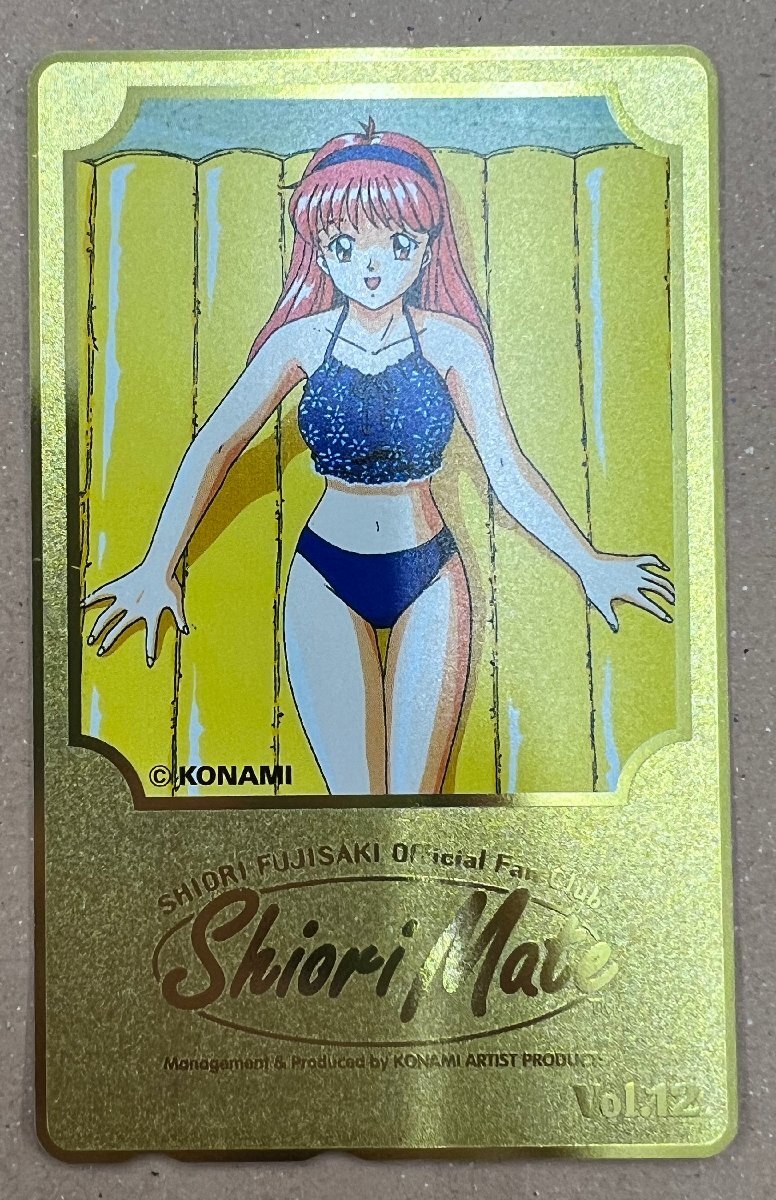 ©KONAMI
SHIORI FUJISAKI Official Fan Club
Shiori Mate
Management & Produced by KONAMI ARTIST PRODUCTS
Vol.12